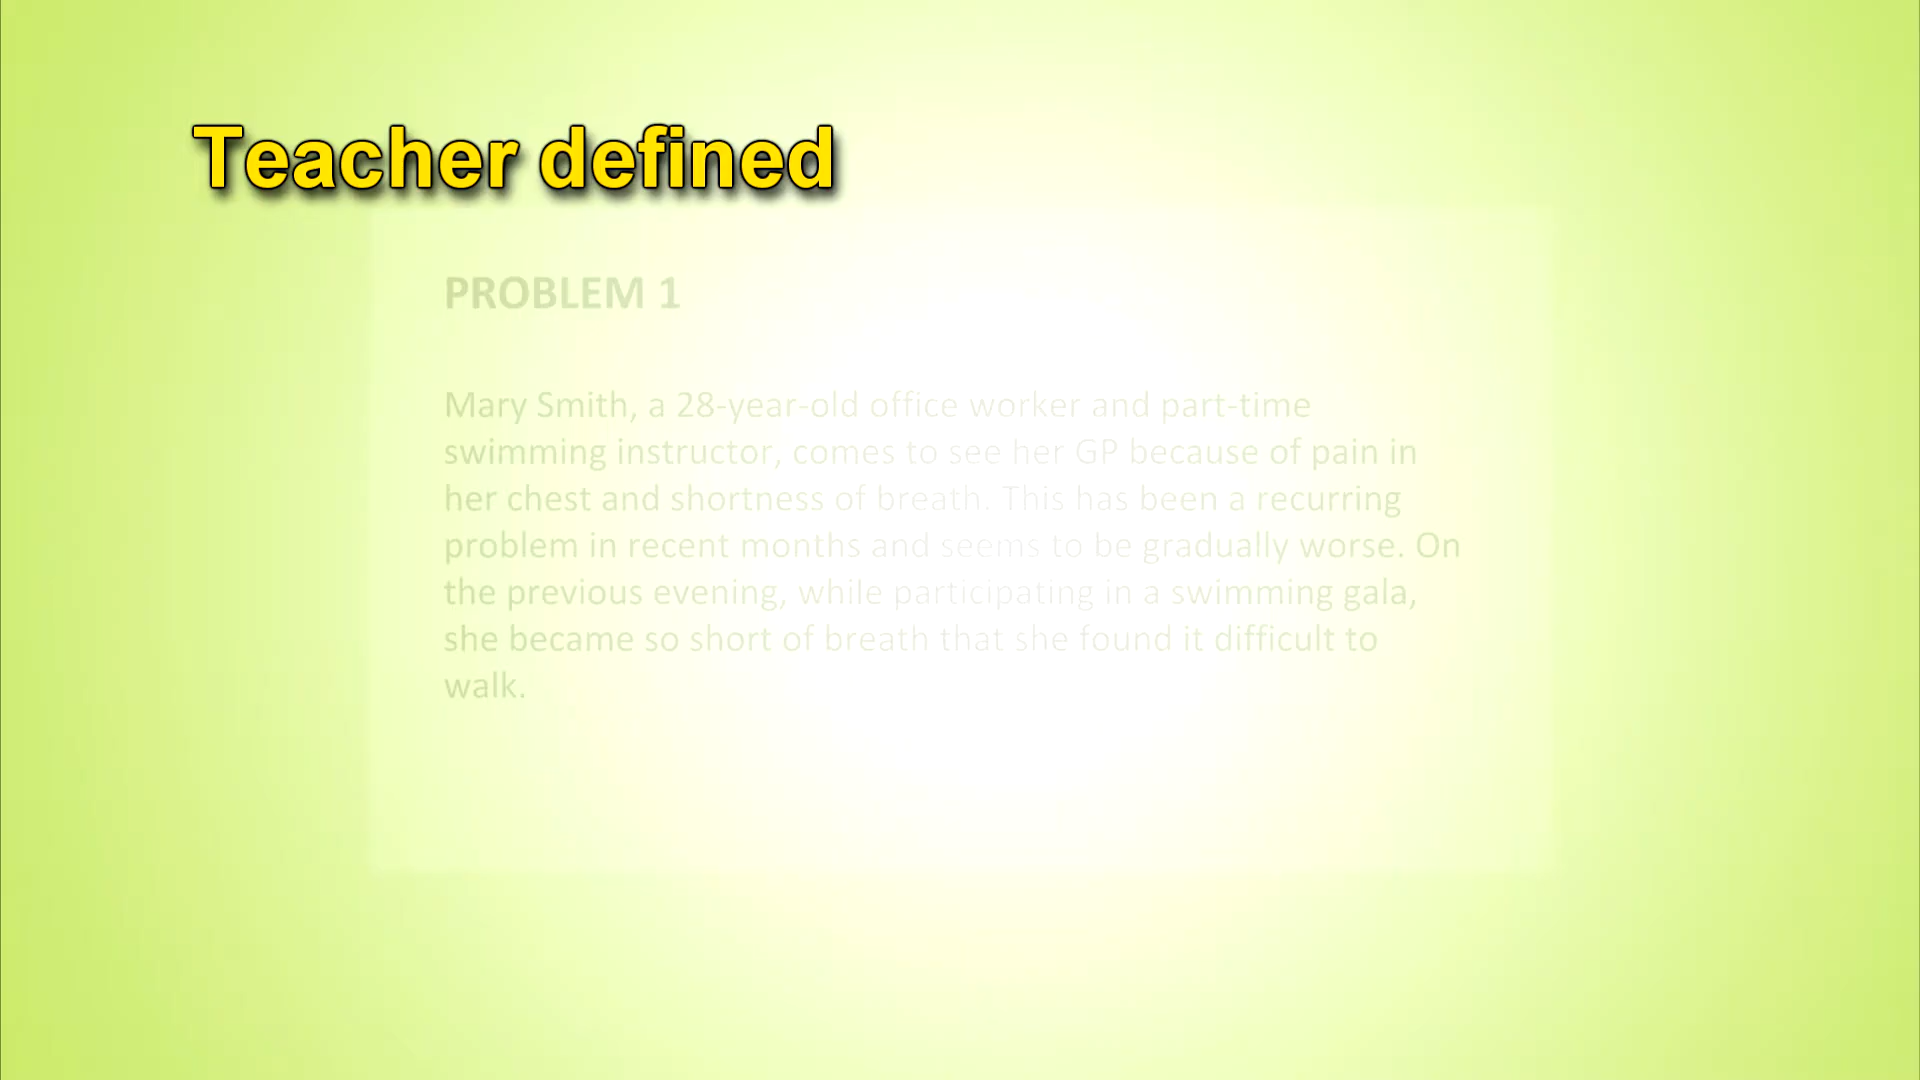 Teacher defined
PROBLEM 1
Mary Smith, a 28-year-old office worker and part-time
swimming instructor, comes to see her GP because of pain in
her chest and shortness of breath. This has been a recurring
problem in recent months and seems to be gradually worse. On
the previous evening, while participating in a swimming gala,
she became so short of breath that she found it difficult to
walk.